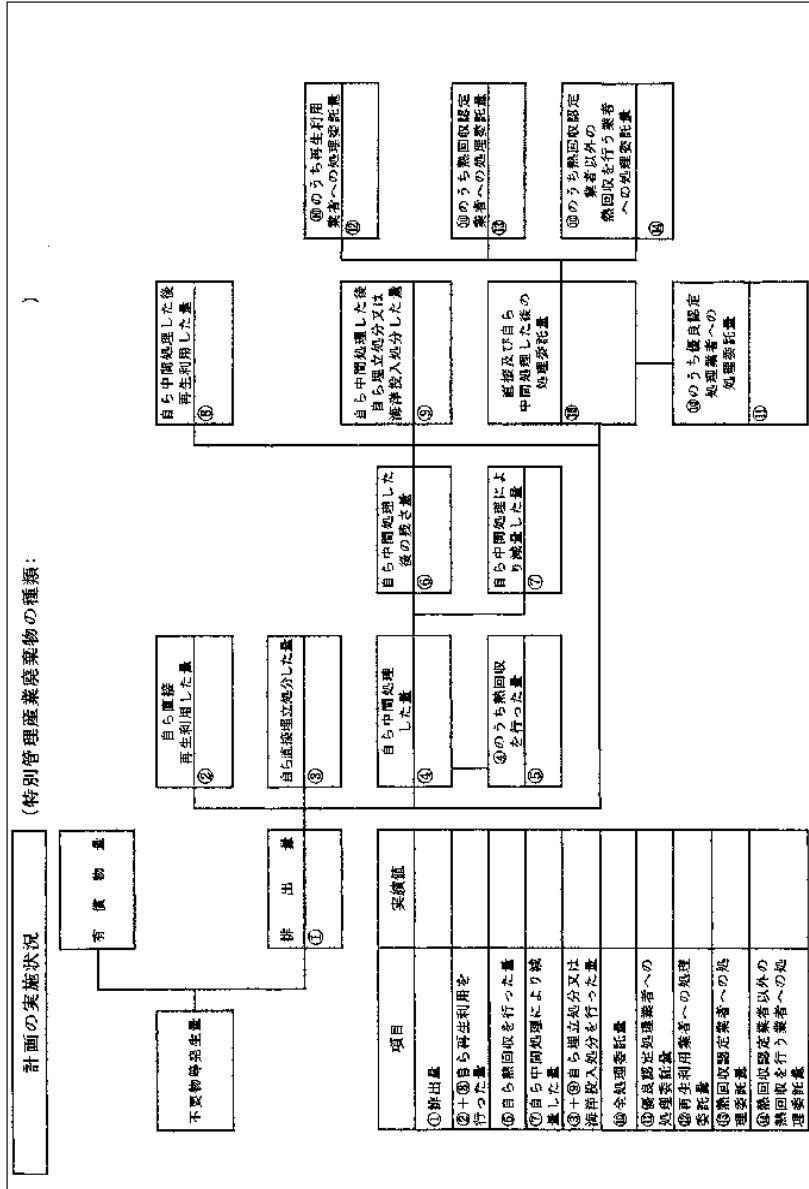 計画の実施状況
(特別管理産業廃棄物の種類: )
不要物等発生量
有償物量
排出量
①
自ら直接
再生利用した量
②
自ら直接埋立処分した量
③
自ら中間処理
した量
④
④のうち熱回収
を行った量
⑤
自ら中間処理した
後の残さ量
⑥
自ら中間処理によ
り減量した量
⑦
自ら中間処理した後
再生利用した量
⑧
自ら中間処理した後
自ら埋立処分又は
海洋投入処分した量
⑨
直接及び自ら
中間処理した後の
処理委託量
⑩
⑩のうち優良認定
処理業者への
処理委託量
⑪
⑩のうち再生利用
業者への処理委託量
⑫
⑩のうち熱回収認定
業者への処理委託量
⑬
⑩のうち熱回収認定
業者以外の
熱回収を行う業者
への処理委託量
⑭
項目
実績値
①排出量
②+⑧自ら再生利用を
行った量
⑤自ら熱回収を行った量
⑦自ら中間処理により減
量した量
③+⑨自ら埋立処分又は
海洋投入処分を行った量
⑩全処理委託量
⑪優良認定処理業者への
処理委託量
⑫再生利用業者への処理
委託量
⑬熱回収認定業者への処
理委託量
⑭熱回収認定業者以外の
熱回収を行う業者への処
理委託量